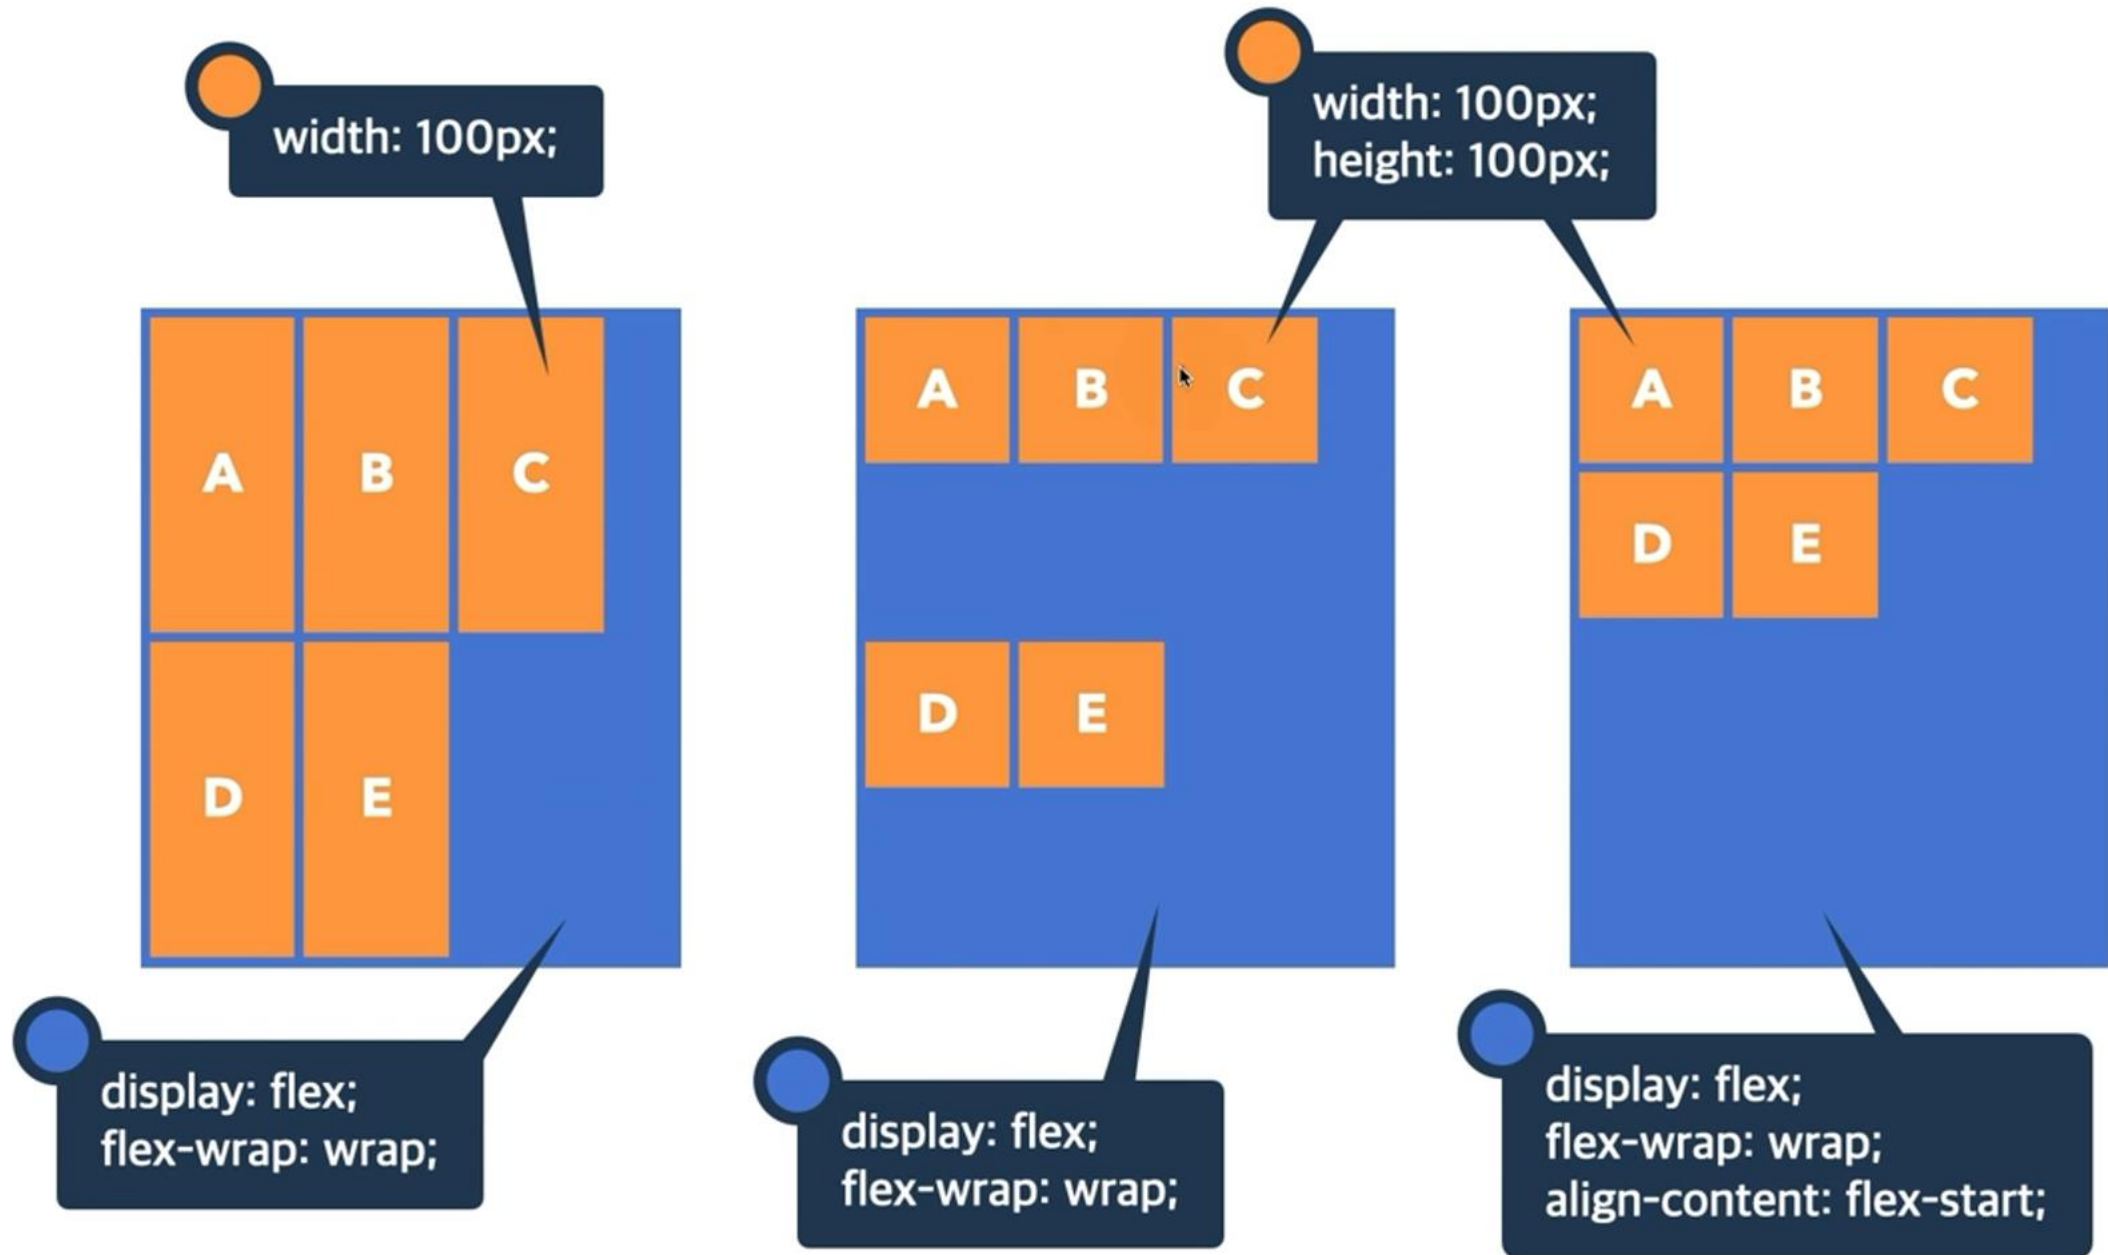 width: 100px;
width: 100px;
height: 100px;
A B C
D E
A B C
D E
A B C
D E
display: flex;
flex-wrap: wrap;
display: flex;
flex-wrap: wrap;
display: flex;
flex-wrap: wrap;
align-content: flex-start;